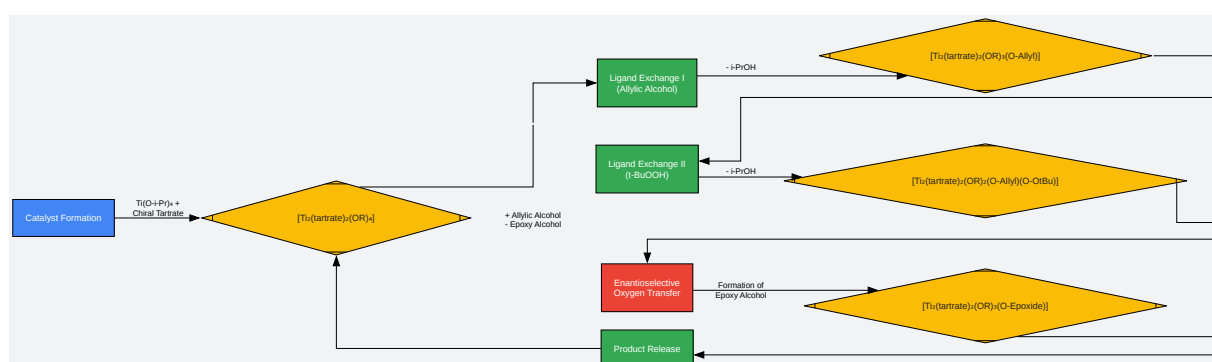 [Ti₂(tartrate)₂(OR)₃(O-Allyl)]
Ligand Exchange I
(Allylic Alcohol)
- i-PrOH
Ligand Exchange II
(t-BuOOH)
- i-PrOH
[Ti₂(tartrate)₂(OR)₂(O-Allyl)(O-OtBu)]
Catalyst Formation
Ti(O-i-Pr)₄ +
Chiral Tartrate
[Ti₂(tartrate)₂(OR)₄]
+ Allylic Alcohol
- Epoxy Alcohol
Enantioselective
Oxygen Transfer
Formation of
Epoxy Alcohol
[Ti₂(tartrate)₂(OR)₃(O-Epoxide)]
Product Release